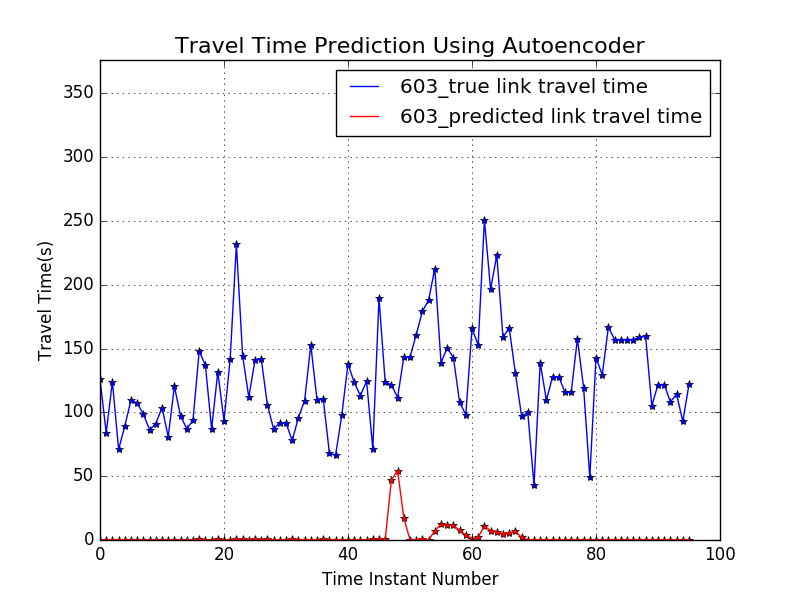 Travel Time Prediction Using Autoencoder
603_true link travel time
603_predicted link travel time
350
300
250
200
150
100
50
0
Travel Time(s)
0 20 40 60 80 100
Time Instant Number